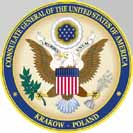 CONSULATE GENERAL OF THE UNITED STATES OF AMERICA
KRAKOW - POLAND